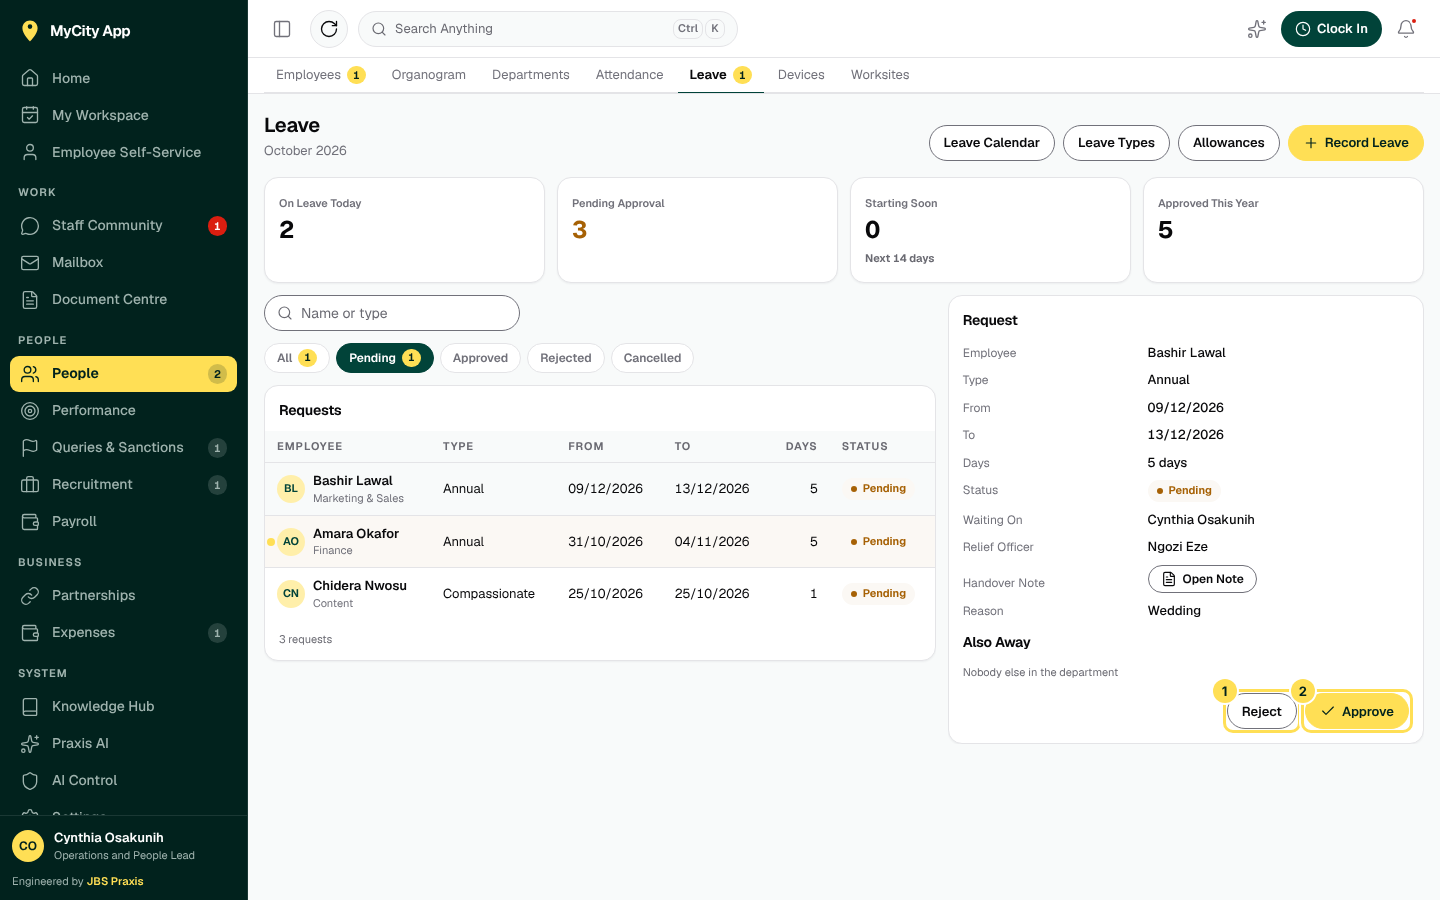 MyCity App
Home
My Workspace
Employee Self-Service
WORK
Staff Community 1
Mailbox
Document Centre
PEOPLE
People 2
Performance
Queries & Sanctions 1
Recruitment 1
Payroll
BUSINESS
Partnerships
Expenses 1
SYSTEM
Knowledge Hub
Praxis AI
AI Control
CO
Cynthia Osakunih
Operations and People Lead
Engineered by JBS Praxis
Search Anything Ctrl K
Clock In
Employees 1 Organogram Departments Attendance Leave 1 Devices Worksites
Leave
October 2026
Leave Calendar Leave Types Allowances Record Leave
On Leave Today
2
Pending Approval
3
Starting Soon
0
Next 14 days
Approved This Year
5
Name or type
All 1 Pending 1 Approved Rejected Cancelled
Requests
EMPLOYEE TYPE FROM TO DAYS STATUS
BL Bashir Lawal Annual 09/12/2026 13/12/2026 5 Pending
Marketing & Sales
AO Amara Okafor Annual 31/10/2026 04/11/2026 5 Pending
Finance
CN Chidera Nwosu Compassionate 25/10/2026 25/10/2026 1 Pending
Content
3 requests
Request
Employee Bashir Lawal
Type Annual
From 09/12/2026
To 13/12/2026
Days 5 days
Status Pending
Waiting On Cynthia Osakunih
Relief Officer Ngozi Eze
Handover Note Open Note
Reason Wedding
Also Away
Nobody else in the department
1 Reject 2 Approve